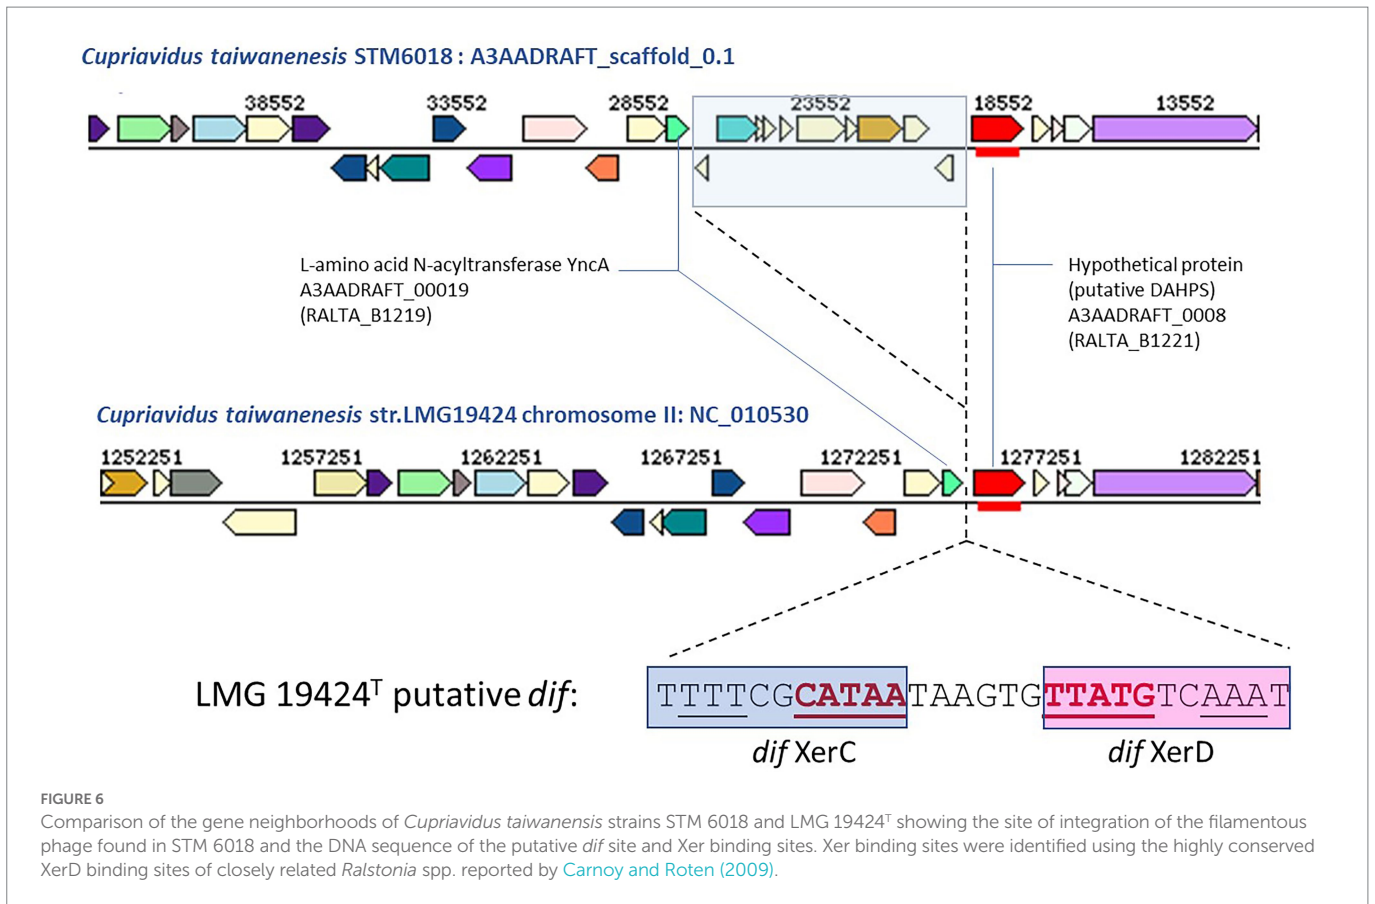 Cupriavidus taiwanenesis STM6018 : A3AADRAFT_scaffold_0.1
38552 33552 28552 23552 18552 13552
L-amino acid N-acyltransferase YncA
A3AADRAFT_00019
(RALTA_B1219)
Hypothetical protein
(putative DAHPS)
A3AADRAFT_0008
(RALTA_B1221)
Cupriavidus taiwanenesis str.LMG19424 chromosome II: NC_010530
1252251 1257251 1262251 1267251 1272251 1277251 1282251
LMG 19424ᵀ putative dif: TTTTCGCATAATAAGTGTTATGTCAAAT
dif XerC dif XerD
FIGURE 6
Comparison of the gene neighborhoods of Cupriavidus taiwanensis strains STM 6018 and LMG 19424ᵀ showing the site of integration of the filamentous
phage found in STM 6018 and the DNA sequence of the putative dif site and Xer binding sites. Xer binding sites were identified using the highly conserved
XerD binding sites of closely related Ralstonia spp. reported by Carnoy and Roten (2009).